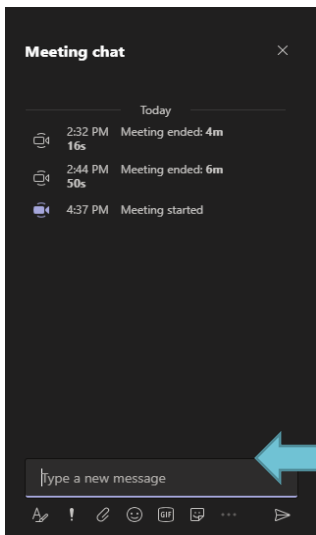 Meeting chat
Today
2:32 PM Meeting ended: 4m
16s
2:44 PM Meeting ended: 6m
50s
4:37 PM Meeting started
Type a new message
GIF